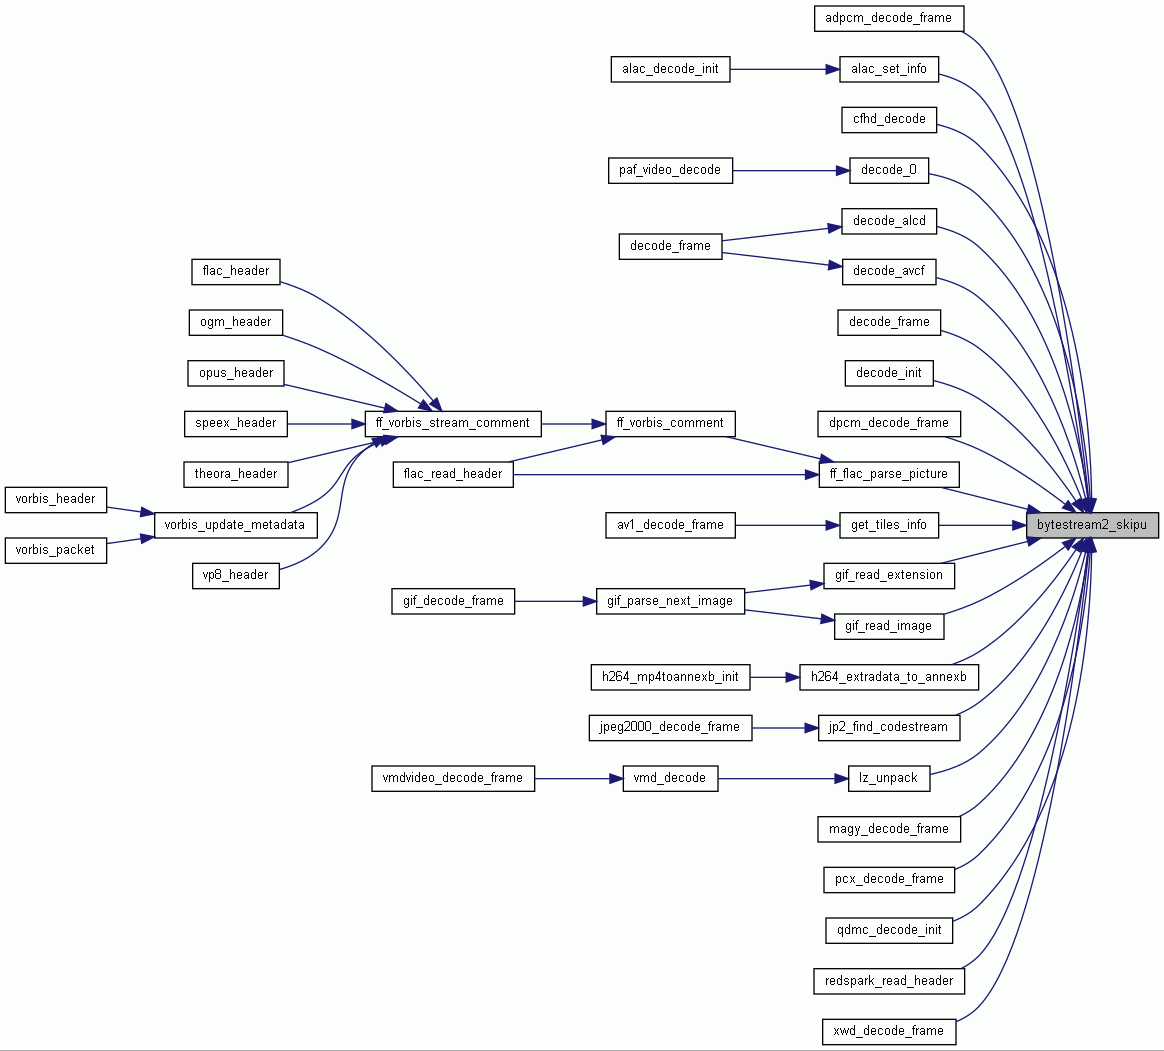 adpcm_decode_frame
alac_decode_init
alac_set_info
cfhd_decode
paf_video_decode
decode_0
decode_alcd
decode_frame
flac_header
decode_avcf
ogm_header
decode_frame
opus_header
decode_init
speex_header
ff_vorbis_stream_comment
ff_vorbis_comment
dpcm_decode_frame
theora_header
flac_read_header
ff_flac_parse_picture
vorbis_header
vorbis_update_metadata
av1_decode_frame
get_tiles_info
bytestream2_skipu
vorbis_packet
vp8_header
gif_read_extension
gif_decode_frame
gif_parse_next_image
gif_read_image
h264_mp4toannexb_init
h264_extradata_to_annexb
jpeg2000_decode_frame
jp2_find_codestream
vmdvideo_decode_frame
vmd_decode
lz_unpack
magy_decode_frame
pcx_decode_frame
qdmc_decode_init
redspark_read_header
xwd_decode_frame